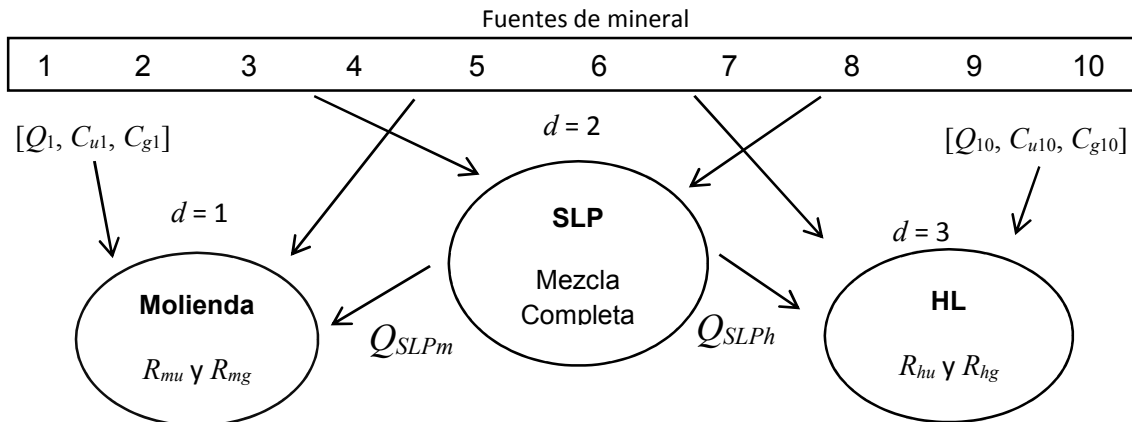 Fuentes de mineral
1 2 3 4 5 6 7 8 9 10
[Q1, Cu1, Cg1]
d = 2
[Q10, Cu10, Cg10]
d = 1
SLP
d = 3
Mezcla
Completa
Molienda
HL
QSLPm
QSLPh
Rmu y Rmg
Rhu y Rhg